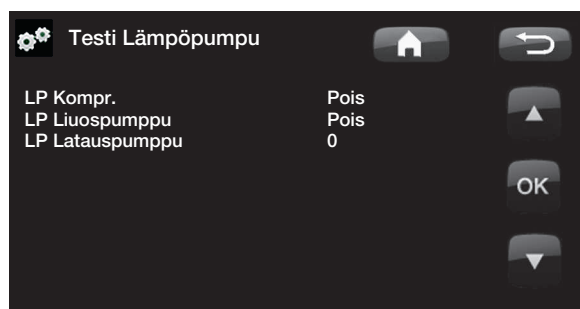 Testi Lämpöpumpu
LP Kompr. Pois
LP Liuospumppu Pois
LP Latauspumppu 0
OK